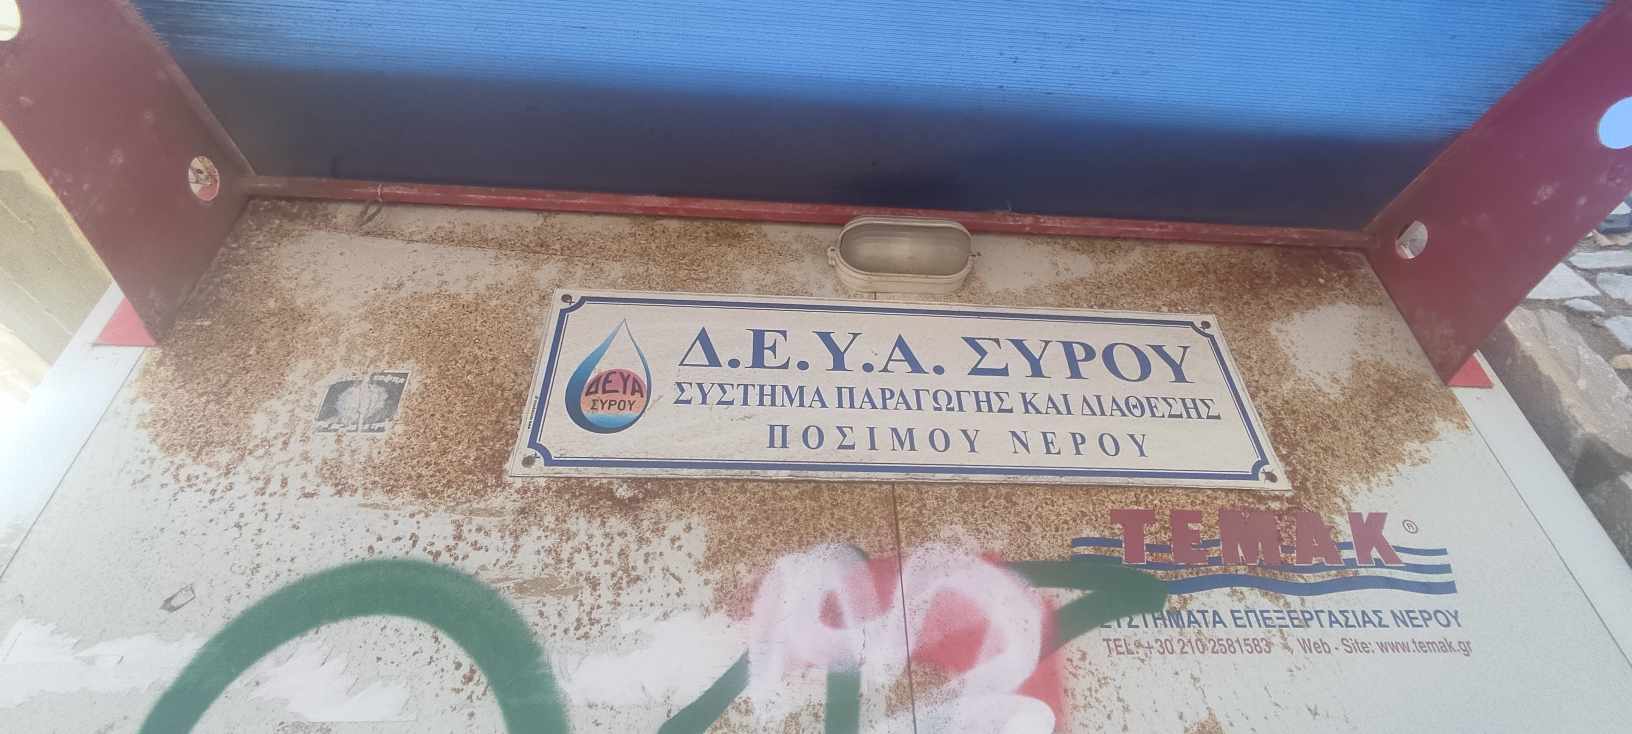 Δ.Ε.Υ.Α. ΣΥΡΟΥ
ΣΥΣΤΗΜΑ ΠΑΡΑΓΩΓΗΣ ΚΑΙ ΔΙΑΘΕΣΗΣ
ΠΟΣΙΜΟΥ ΝΕΡΟΥ
ΔΕΥΑ
ΣΥΡΟΥ
TEMAK®
ΣΥΣΤΗΜΑΤΑ ΕΠΕΞΕΡΓΑΣΙΑΣ ΝΕΡΟΥ
TEL: +30 210 2581583 Web - Site: www.temak.gr